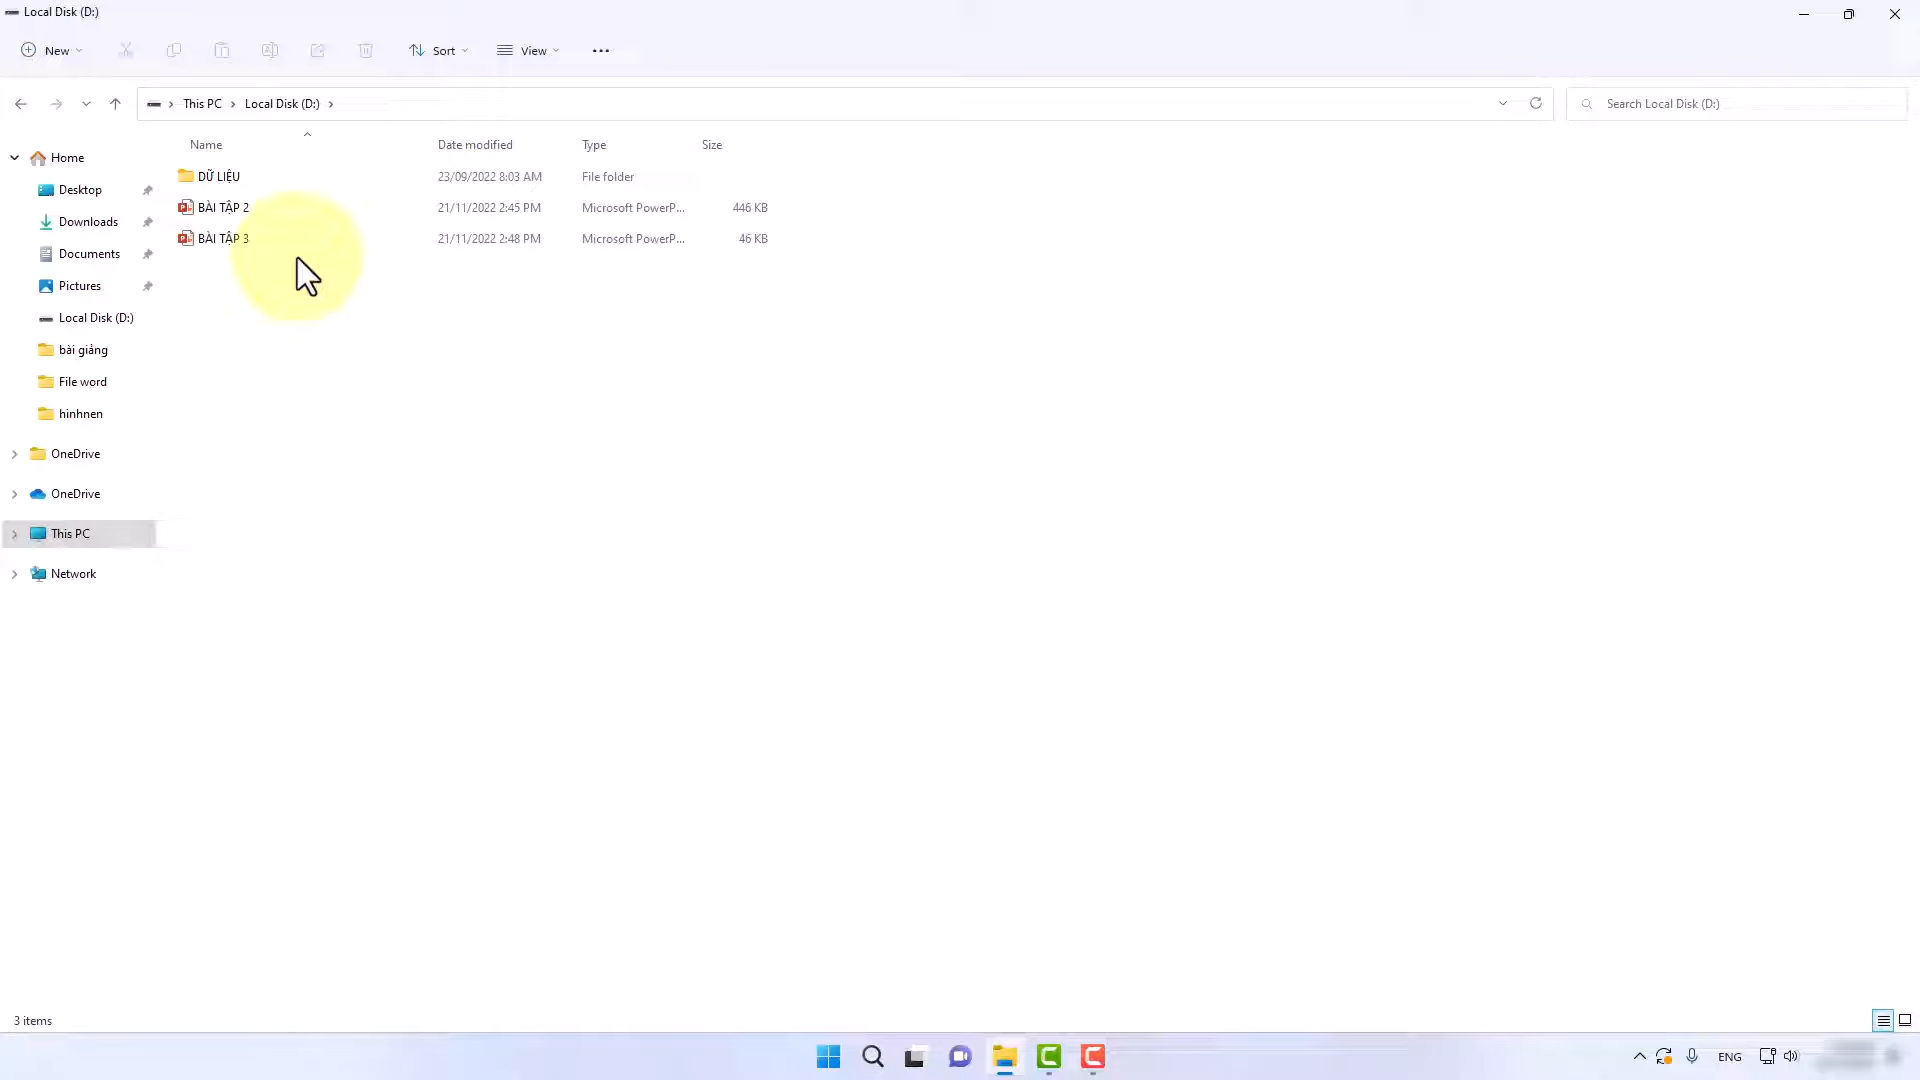 Local Disk (D:)
New
Sort
View
This PC
Local Disk (D:)
Search Local Disk (D:)
Name
Date modified
Type
Size
DỮ LIỆU
23/09/2022 8:03 AM
File folder
BÀI TẬP 2
21/11/2022 2:45 PM
Microsoft PowerP...
446 KB
BÀI TẬP 3
21/11/2022 2:48 PM
Microsoft PowerP...
46 KB
Home
Desktop
Downloads
Documents
Pictures
Local Disk (D:)
bài giảng
File word
hinhnen
OneDrive
OneDrive
This PC
Network
3 items
ENG